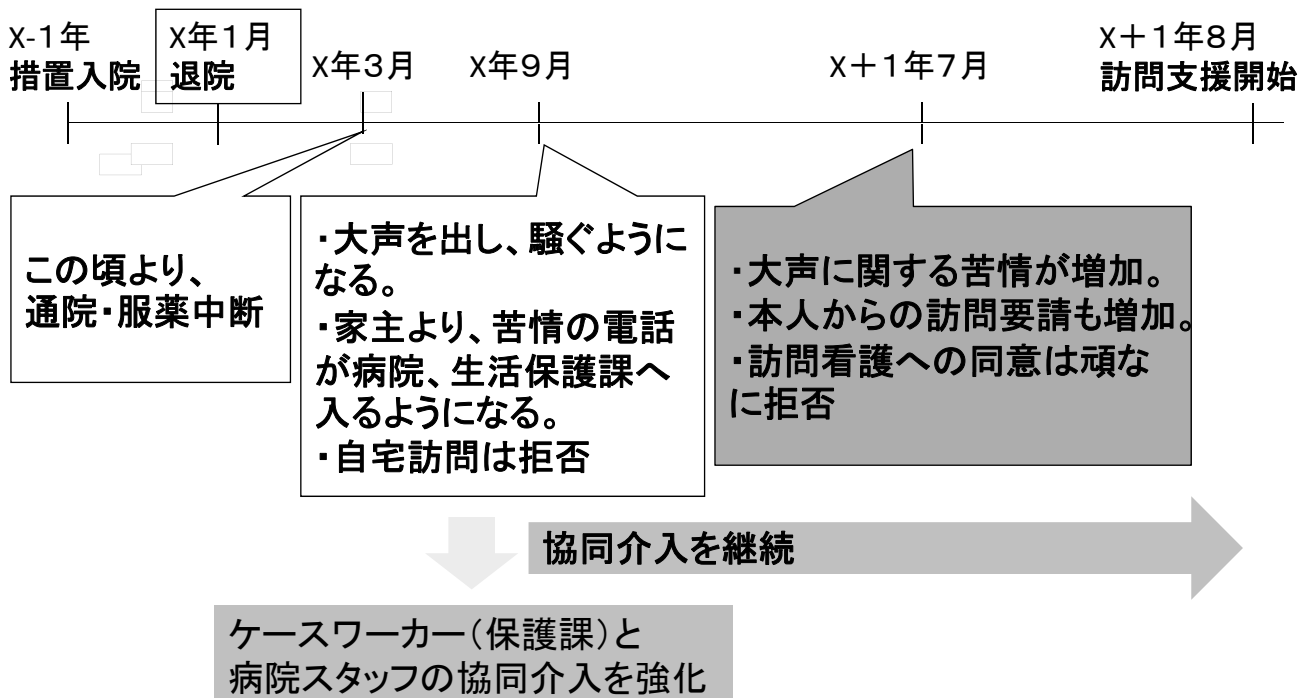 X-1年
措置入院
X年1月
退院
X年3月
X年9月
X+1年7月
X+1年8月
訪問支援開始
この頃より、
通院・服薬中断
・大声を出し、騒ぐように
なる。
・家主より、苦情の電話
が病院、生活保護課へ
入るようになる。
・自宅訪問は拒否
・大声に関する苦情が増加。
・本人からの訪問要請も増加。
・訪問看護への同意は頑な
に拒否
協同介入を継続
ケースワーカー(保護課)と
病院スタッフの協同介入を強化